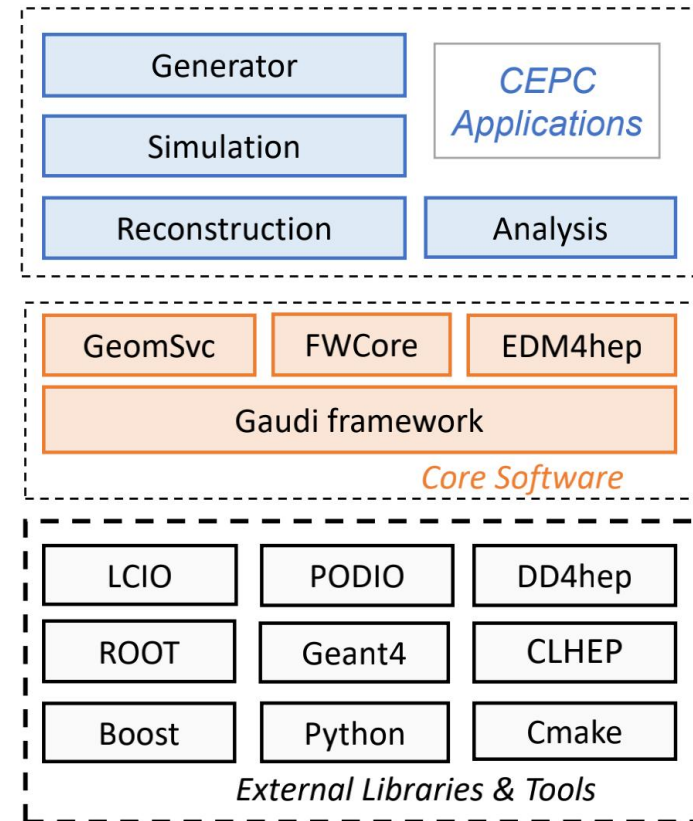 Generator
CEPC
Applications
Simulation
Reconstruction
Analysis
GeomSvc
FWCore
EDM4hep
Gaudi framework
Core Software
LCIO
PODIO
DD4hep
ROOT
Geant4
CLHEP
Boost
Python
Cmake
External Libraries & Tools